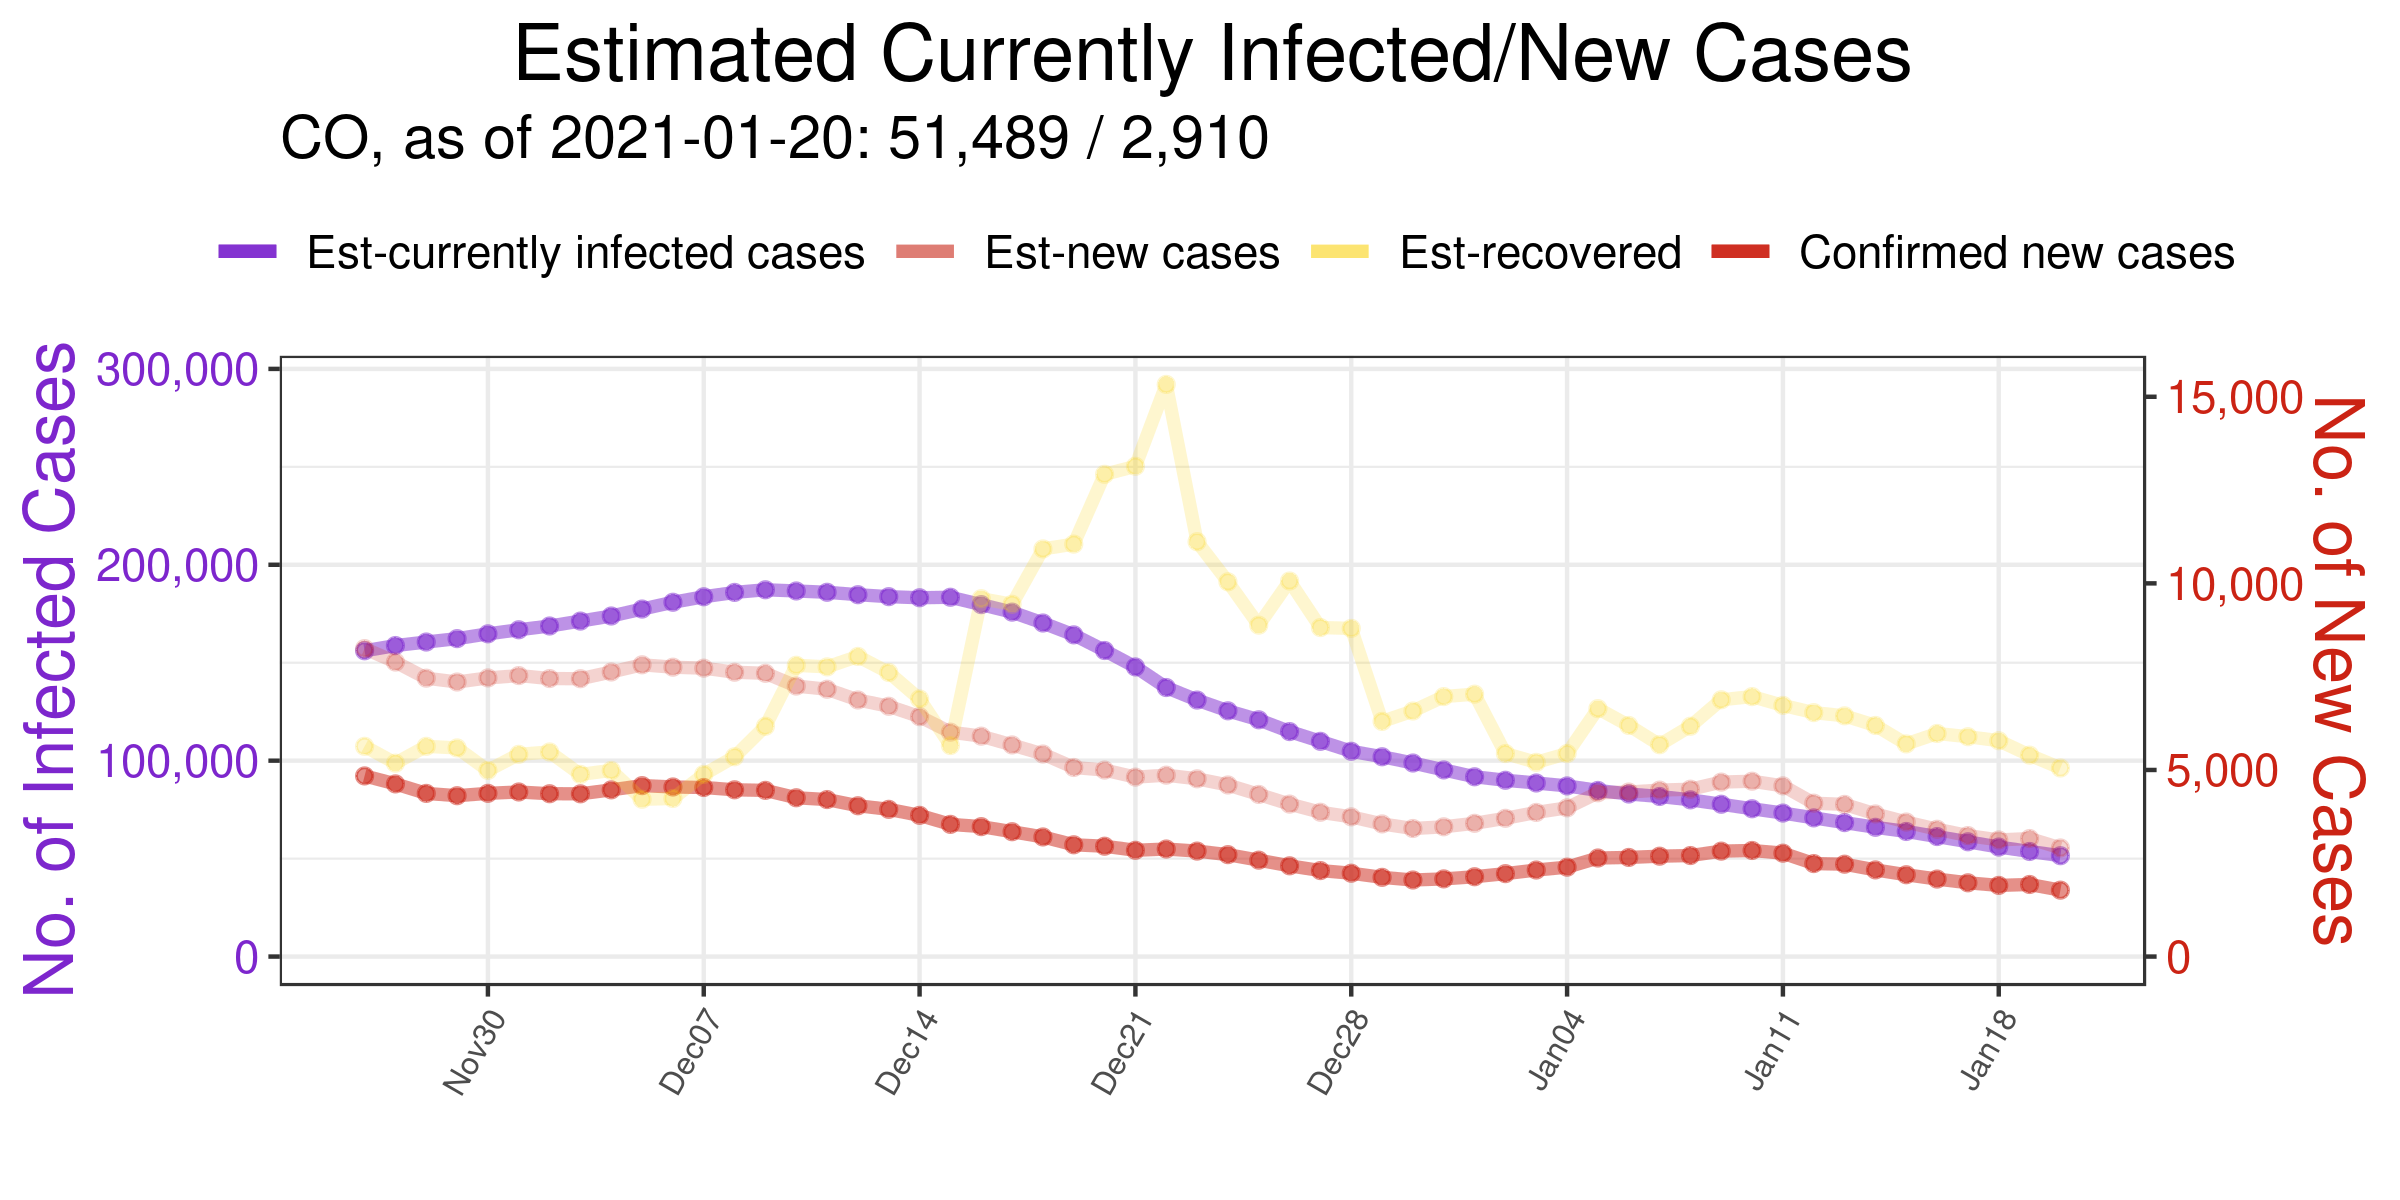 Estimated Currently Infected/New Cases
CO, as of 2021-01-20: 51,489 / 2,910
Est-currently infected cases Est-new cases Est-recovered Confirmed new cases
No. of Infected Cases
300,000
200,000
100,000
0
15,000
10,000
5,000
0
No. of New Cases
Nov30 Dec07 Dec14 Dec21 Dec28 Jan04 Jan11 Jan18